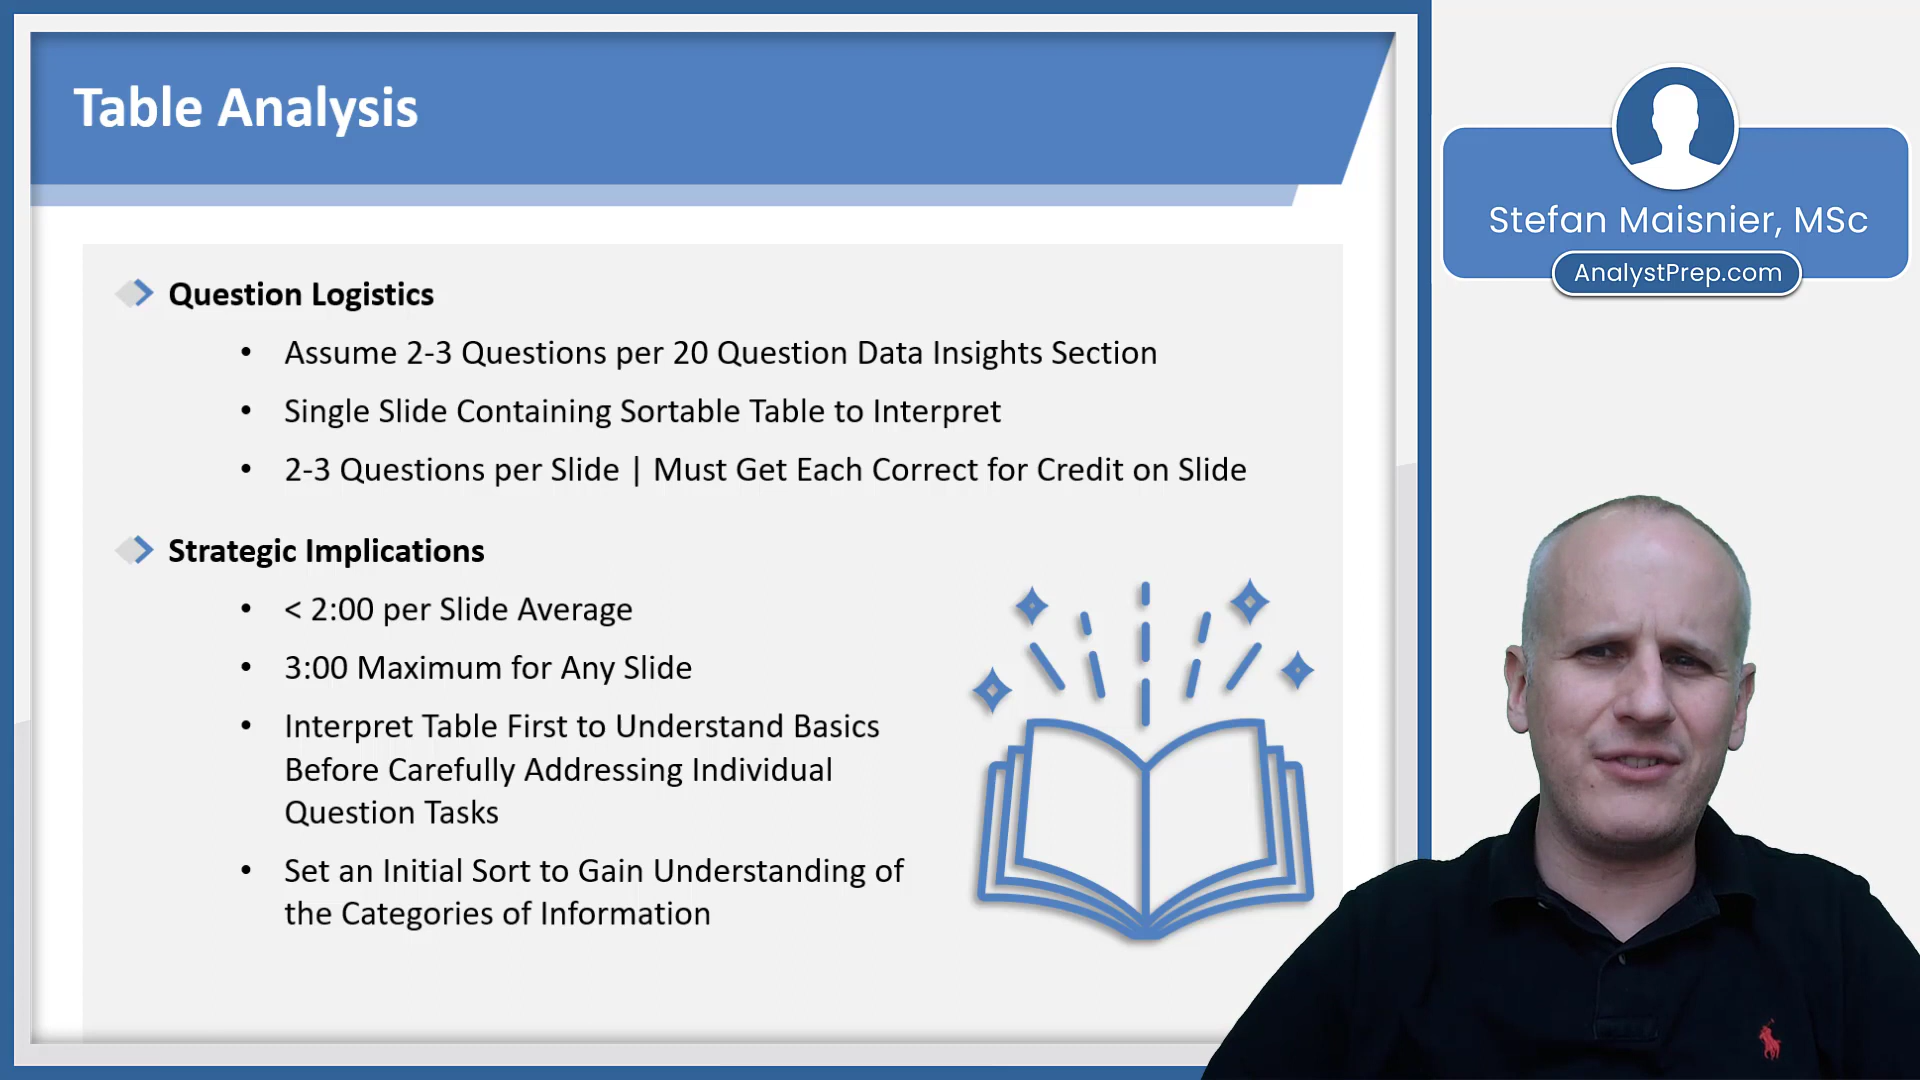 Table Analysis
Question Logistics
• Assume 2-3 Questions per 20 Question Data Insights Section
• Single Slide Containing Sortable Table to Interpret
• 2-3 Questions per Slide | Must Get Each Correct for Credit on Slide
Strategic Implications
• < 2:00 per Slide Average
• 3:00 Maximum for Any Slide
• Interpret Table First to Understand Basics
Before Carefully Addressing Individual
Question Tasks
• Set an Initial Sort to Gain Understanding of
the Categories of Information
Stefan Maisnier, MSc
AnalystPrep.com